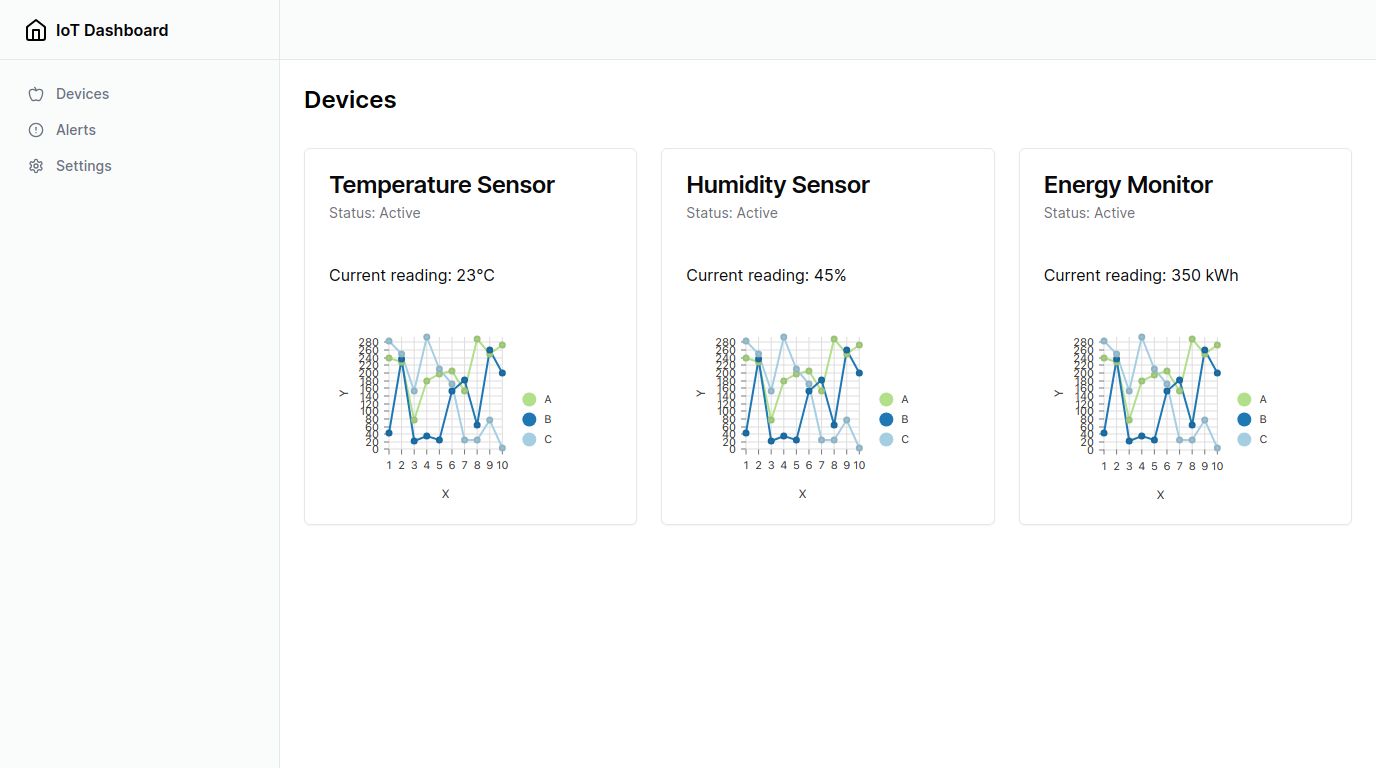 IoT Dashboard
Devices
Alerts
Settings
Devices
Temperature Sensor
Status: Active
Current reading: 23°C
280
260
240
220
200
180
160
140
120
100
80
60
40
20
0
Y
1 2 3 4 5 6 7 8 9 10
X
A
B
C
Humidity Sensor
Status: Active
Current reading: 45%
280
260
240
220
200
180
160
140
120
100
80
60
40
20
0
Y
1 2 3 4 5 6 7 8 9 10
X
A
B
C
Energy Monitor
Status: Active
Current reading: 350 kWh
280
260
240
220
200
180
160
140
120
100
80
60
40
20
0
Y
1 2 3 4 5 6 7 8 9 10
X
A
B
C